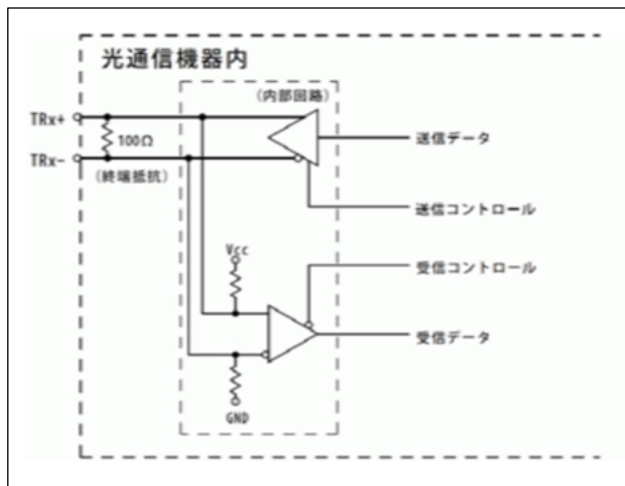 光通信機器内
(内部回路)
TRx+
100Ω
送信データ
TRx-
(終端抵抗)
送信コントロール
Vcc
受信コントロール
受信データ
GND